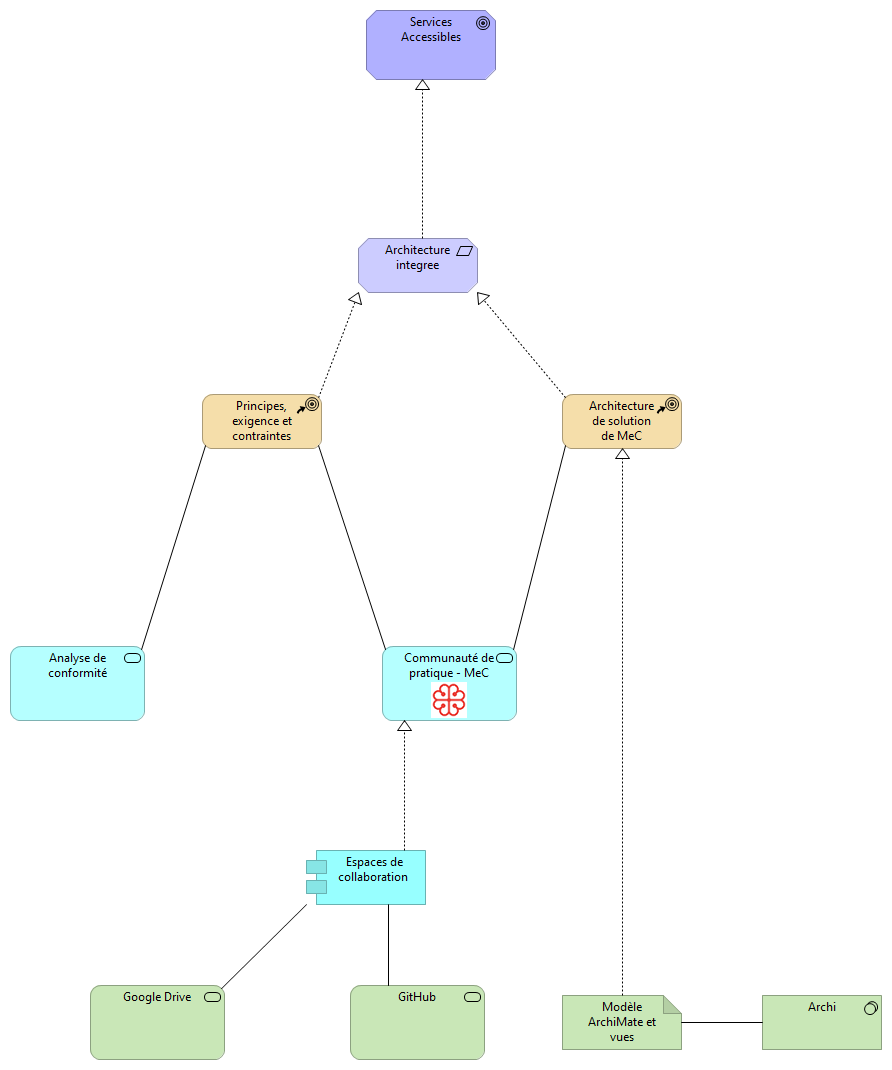 Services
Accessibles
Architecture
integree
Principes,
exigence et
contraintes
Architecture
de solution
de MeC
Analyse de
conformité
Communauté de
pratique - MeC
Espaces de
collaboration
Google Drive
GitHub
Modèle
ArchiMate et
vues
Archi